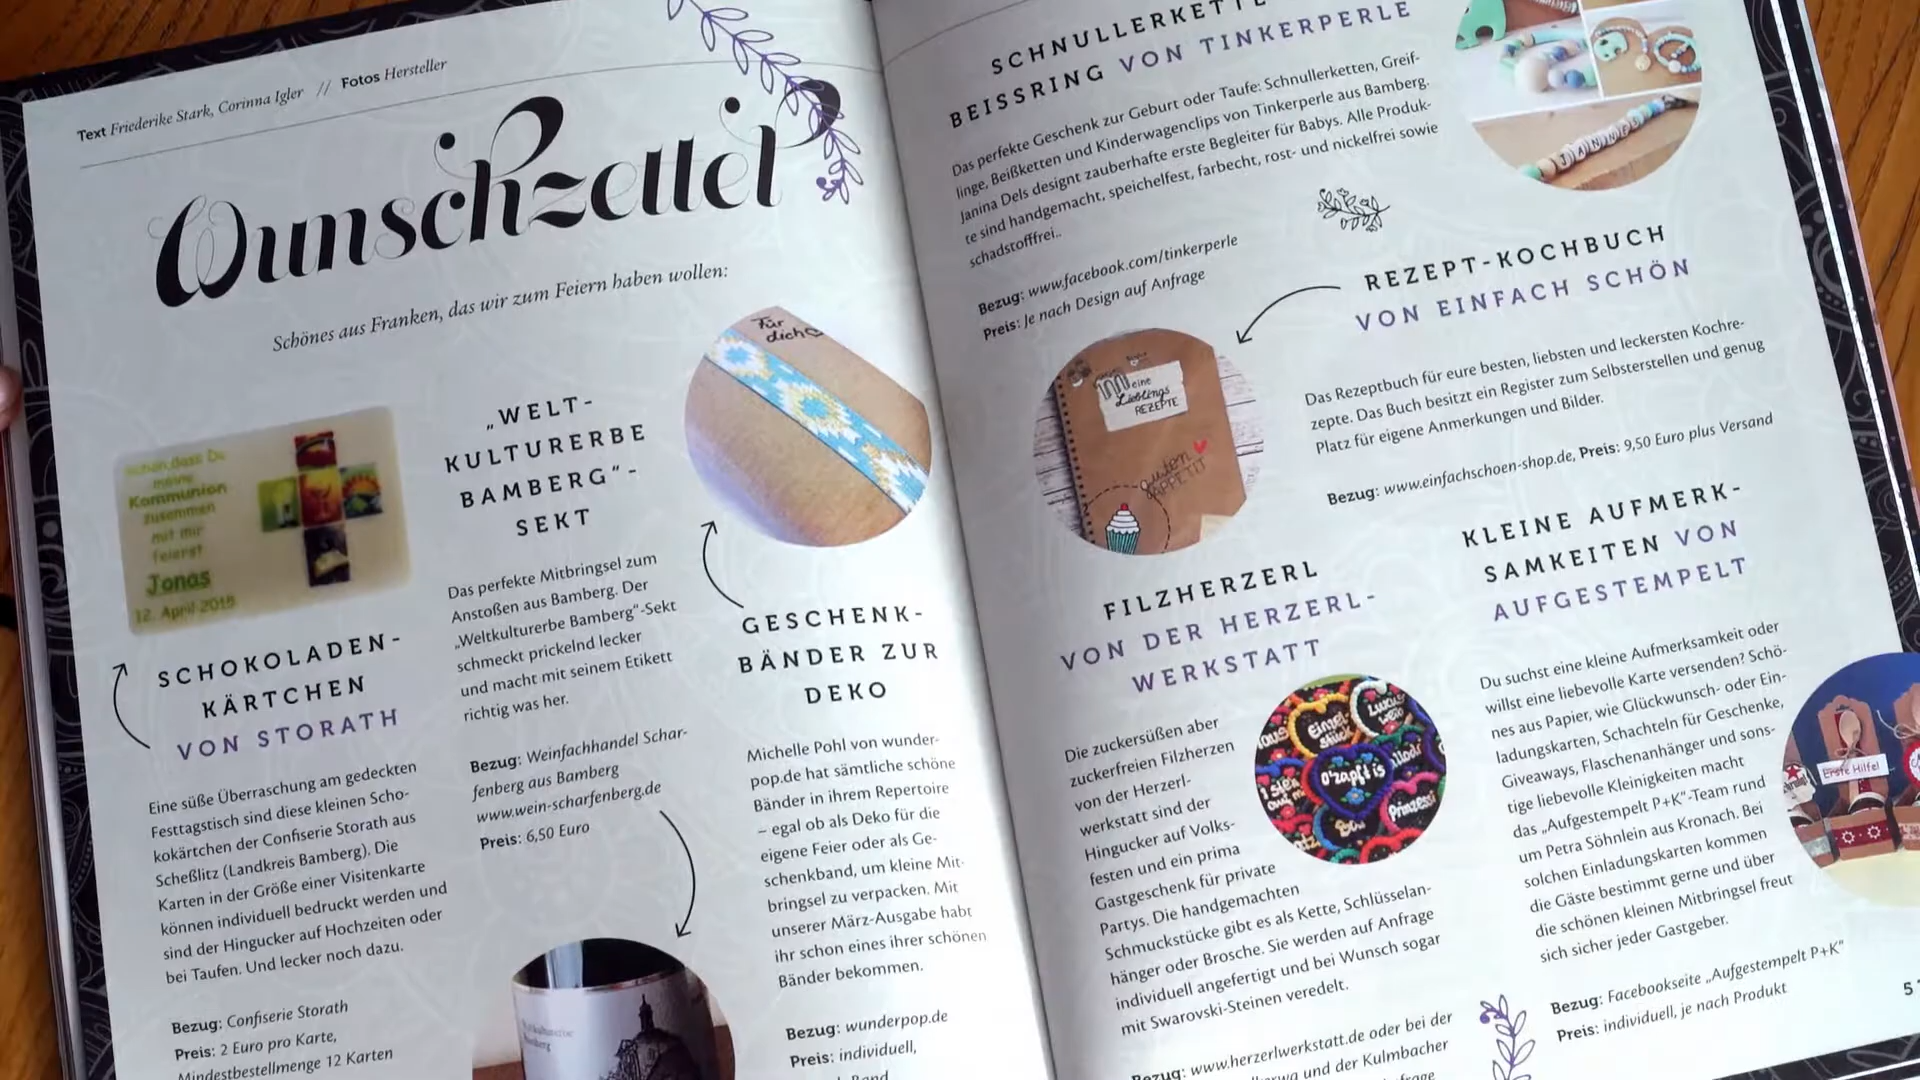 Text Friederike Stark, Corinna Igler // Fotos Hersteller
Wunschzettel
Schönes aus Franken, das wir zum Feiern haben wollen:
schön, dass Du
meine
Kommunion
zusammen
mit mir
feierst
Jonas
12. April 2015
SCHOKOLADEN-
KÄRTCHEN
VON STORATH
Eine süße Überraschung am gedeckten
Festtagstisch sind diese kleinen Scho-
kokärtchen der Confiserie Storath aus
Scheßlitz (Landkreis Bamberg). Die
Karten in der Größe einer Visitenkarte
können individuell bedruckt werden und
sind der Hingucker auf Hochzeiten oder
bei Taufen. Und lecker noch dazu.
Bezug: Confiserie Storath
Preis: 2 Euro pro Karte,
Mindestbestellmenge 12 Karten
„WELT-
KULTURERBE
BAMBERG“-
SEKT
Das perfekte Mitbringsel zum
Anstoßen aus Bamberg. Der
„Weltkulturerbe Bamberg“-Sekt
schmeckt prickelnd lecker
und macht mit seinem Etikett
richtig was her.
Bezug: Weinfachhandel Schar-
fenberg aus Bamberg
www.wein-scharfenberg.de
Preis: 6,50 Euro
Für
dich
GESCHENK-
BÄNDER ZUR
DEKO
Michelle Pohl von wunder-
pop.de hat sämtliche schöne
Bänder in ihrem Repertoire
– egal ob als Deko für die
eigene Feier oder als Ge-
schenkband, um kleine Mit-
bringsel zu verpacken. Mit
unserer März-Ausgabe habt
ihr schon eines ihrer schönen
Bänder bekommen.
Bezug: wunderpop.de
Preis: individuell,
Band
SCHNULLERKETTE
BEISSRING VON TINKERPERLE
Das perfekte Geschenk zur Geburt oder Taufe: Schnullerketten, Greif-
linge, Beißketten und Kinderwagenclips von Tinkerperle aus Bamberg.
Janina Dels designt zauberhafte erste Begleiter für Babys. Alle Produk-
te sind handgemacht, speichelfest, farbecht, rost- und nickelfrei sowie
schadstofffrei..
Bezug: www.facebook.com/tinkerperle
Preis: Je nach Design auf Anfrage
JANINE
REZEPT-KOCHBUCH
VON EINFACH SCHÖN
Das Rezeptbuch für eure besten, liebsten und leckersten Kochre-
zepte. Das Buch besitzt ein Register zum Selbsterstellen und genug
Platz für eigene Anmerkungen und Bilder.
Bezug: www.einfachschoen-shop.de, Preis: 9,50 Euro plus Versand
Meine
Lieblings
REZEPTE
guten
APPETIT
FILZHERZERL
VON DER HERZERL-
WERKSTATT
Die zuckersüßen aber
zuckerfreien Filzherzen
von der Herzerl-
werkstatt sind der
Hingucker auf Volks-
festen und ein prima
Gastgeschenk für private
Partys. Die handgemachten
Schmuckstücke gibt es als Kette, Schlüsselan-
hänger oder Brosche. Sie werden auf Anfrage
individuell angefertigt und bei Wunsch sogar
mit Swarovski-Steinen veredelt.
Bezug: www.herzerlwerkstatt.de oder bei der
und der Kulmbacher
Einzel-
stück
O'zapft is
KLEINE AUFMERK-
SAMKEITEN VON
AUFGESTEMPELT
Du suchst eine kleine Aufmerksamkeit oder
willst eine liebevolle Karte versenden? Schö-
nes aus Papier, wie Glückwunsch- oder Ein-
ladungskarten, Schachteln für Geschenke,
Giveaways, Flaschenanhänger und sons-
tige liebevolle Kleinigkeiten macht
das „Aufgestempelt P+K“-Team rund
um Petra Söhnlein aus Kronach. Bei
solchen Einladungskarten kommen
die Gäste bestimmt gerne und über
die schönen kleinen Mitbringsel freut
sich sicher jeder Gastgeber.
Bezug: Facebookseite „Aufgestempelt P+K“
Preis: individuell, je nach Produkt
Erste Hilfe!